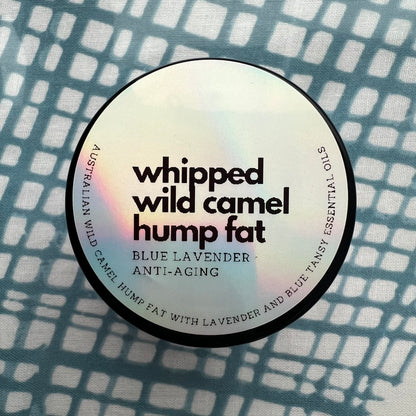 whipped
wild camel
hump fat
BLUE LAVENDER
ANTI-AGING
AUSTRALIAN WILD CAMEL HUMP FAT WITH LAVENDER AND BLUE TANSY ESSENTIAL OILS